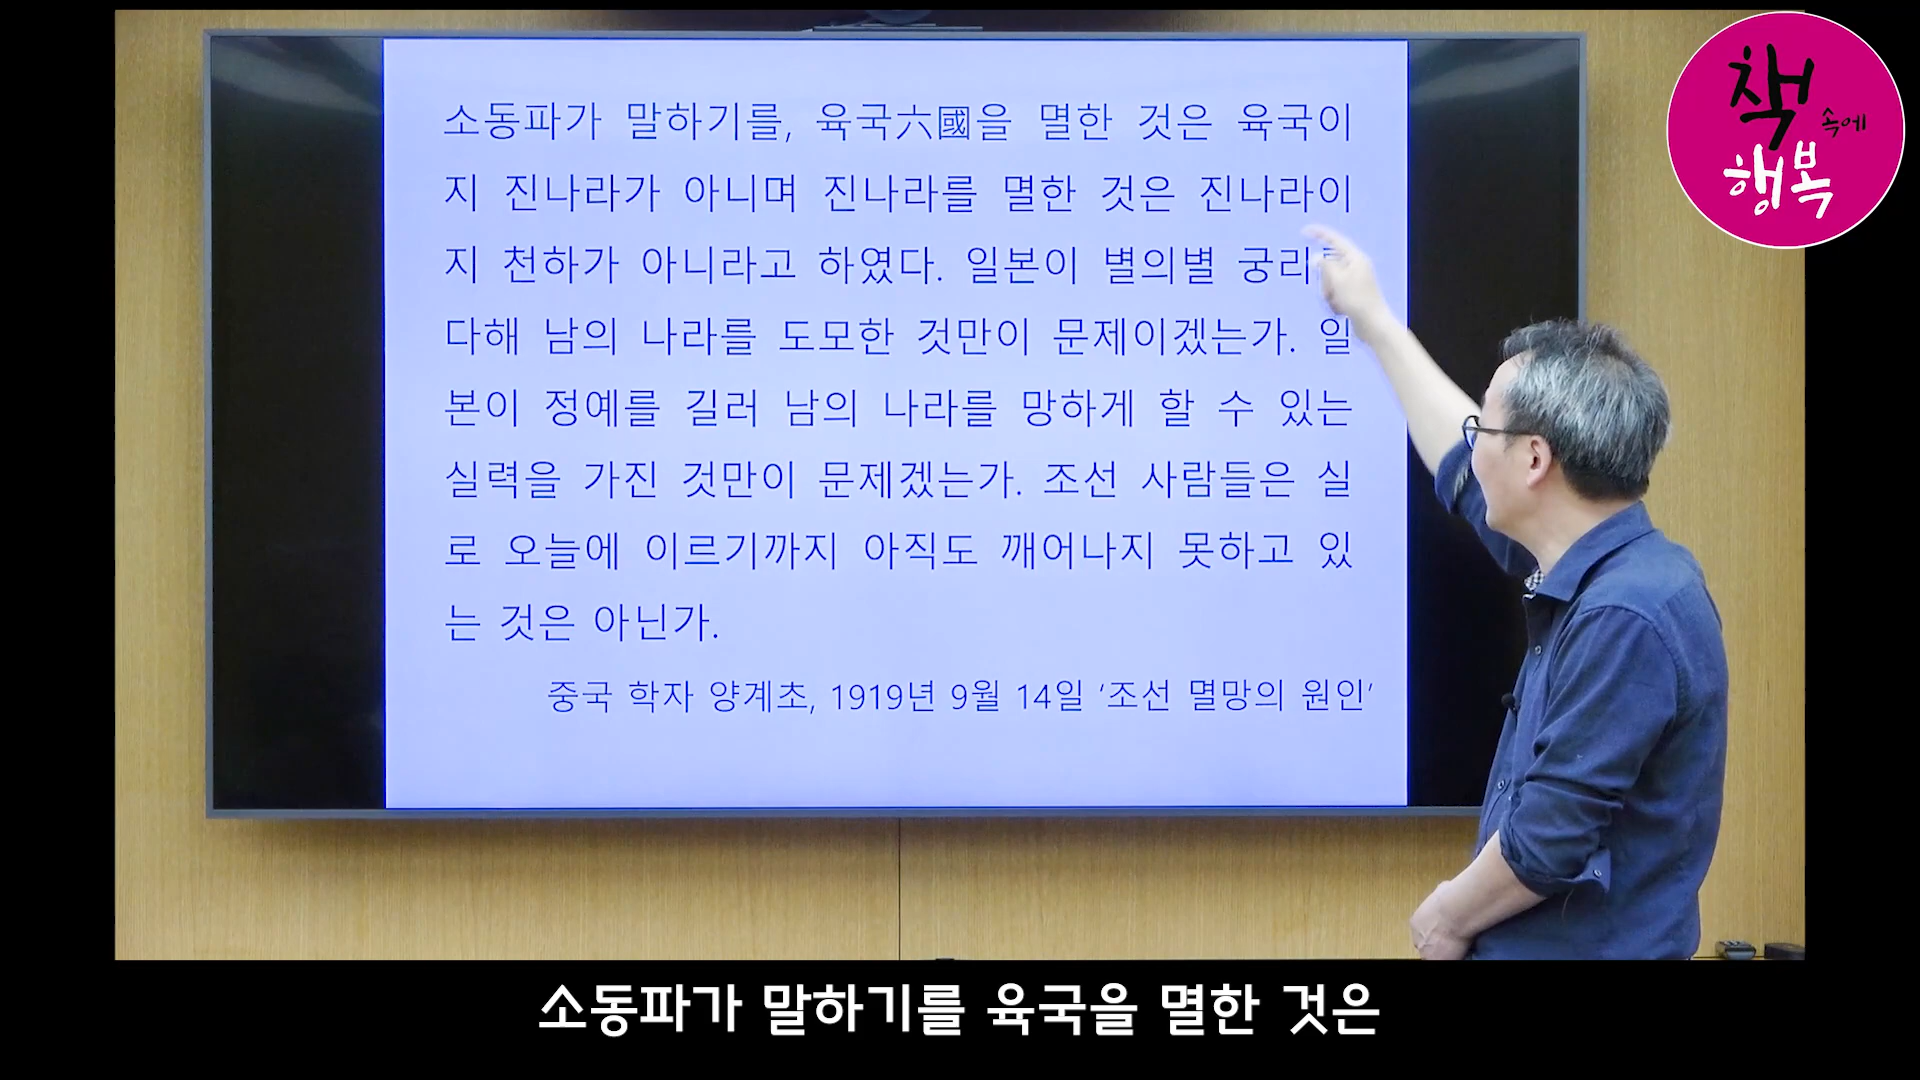 소동파가 말하기를, 육국六國을 멸한 것은 육국이
지 진나라가 아니며 진나라를 멸한 것은 진나라이
지 천하가 아니라고 하였다. 일본이 별의별 궁리
다해 남의 나라를 도모한 것만이 문제이겠는가. 일
본이 정예를 길러 남의 나라를 망하게 할 수 있는
실력을 가진 것만이 문제겠는가. 조선 사람들은 실
로 오늘에 이르기까지 아직도 깨어나지 못하고 있
는 것은 아닌가.
중국 학자 양계초, 1919년 9월 14일 ‘조선 멸망의 원인’
책 속에
행복
소동파가 말하기를 육국을 멸한 것은